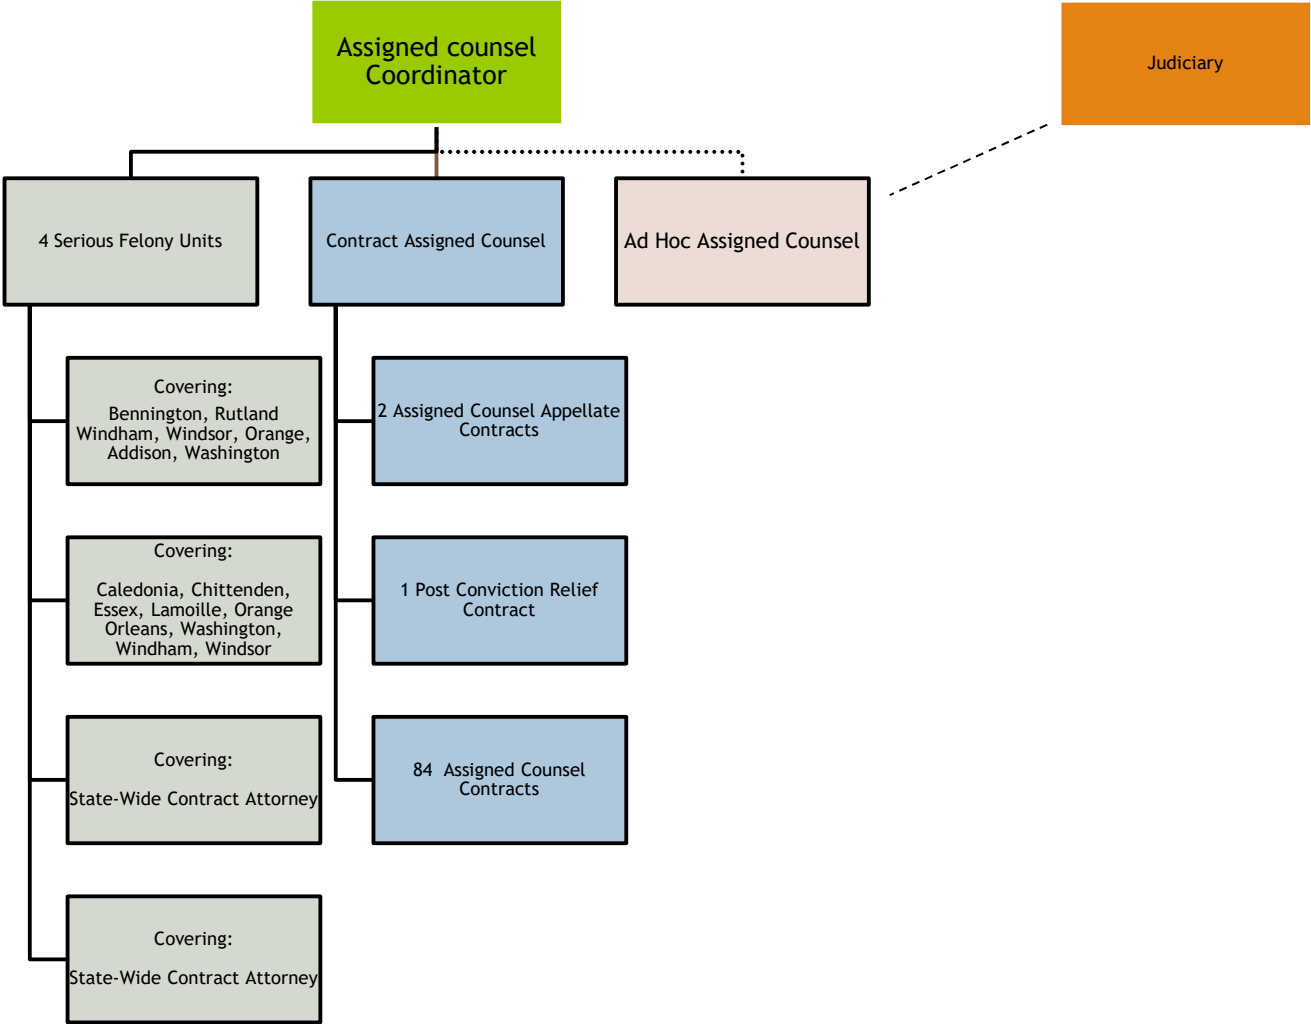 Assigned counsel
Coordinator
Judiciary
4 Serious Felony Units
Contract Assigned Counsel
Ad Hoc Assigned Counsel
Covering:
Bennington, Rutland
Windham, Windsor, Orange,
Addison, Washington
2 Assigned Counsel Appellate
Contracts
Covering:
Caledonia, Chittenden,
Essex, Lamoille, Orange
Orleans, Washington,
Windham, Windsor
1 Post Conviction Relief
Contract
Covering:
State-Wide Contract Attorney
84 Assigned Counsel
Contracts
Covering:
State-Wide Contract Attorney